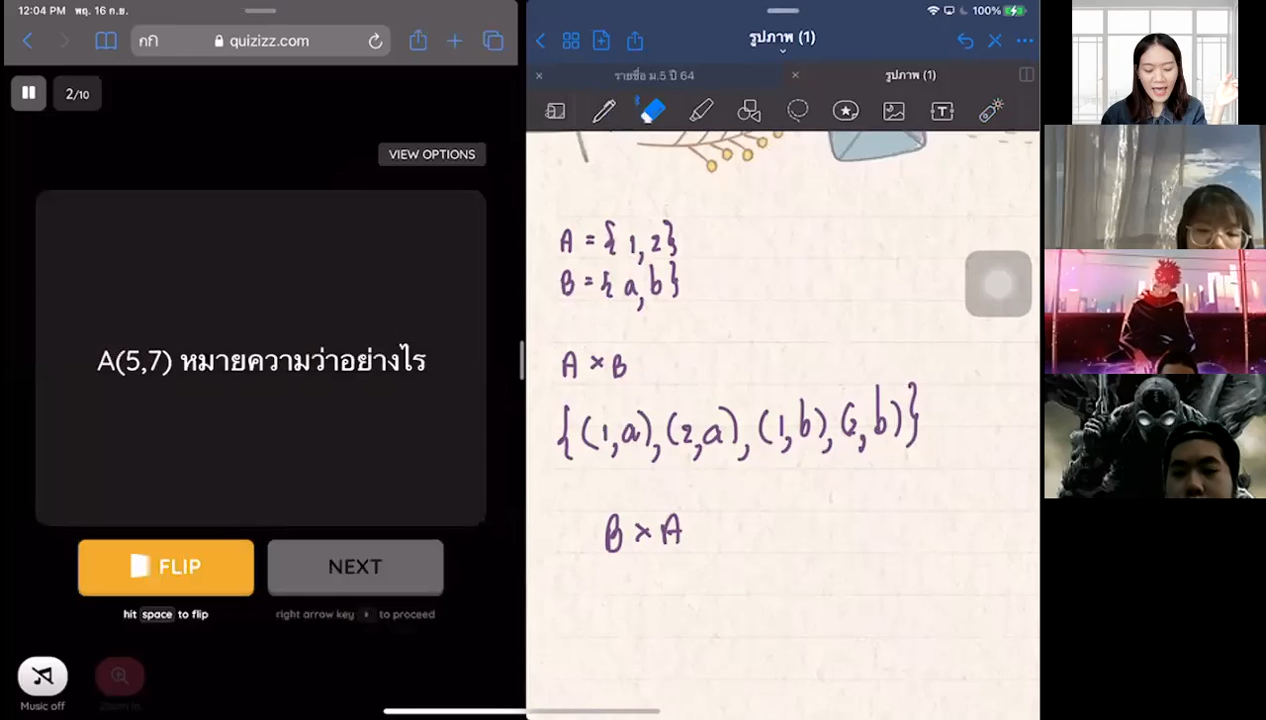 12:04 PM พฤ. 16 ก.ย.
กก quizizz.com
2/10
VIEW OPTIONS
A(5,7) หมายความว่าอย่างไร
FLIP
NEXT
hit space to flip
right arrow key to proceed
Music off
Zoom in
100%
รูปภาพ (1)
รายชื่อ ม.5 ปี 64
รูปภาพ (1)
A = { 1, 2}
B = { a, b }
A × B
{(1,a),(2,a),(1,b),(2,b)}
B × A